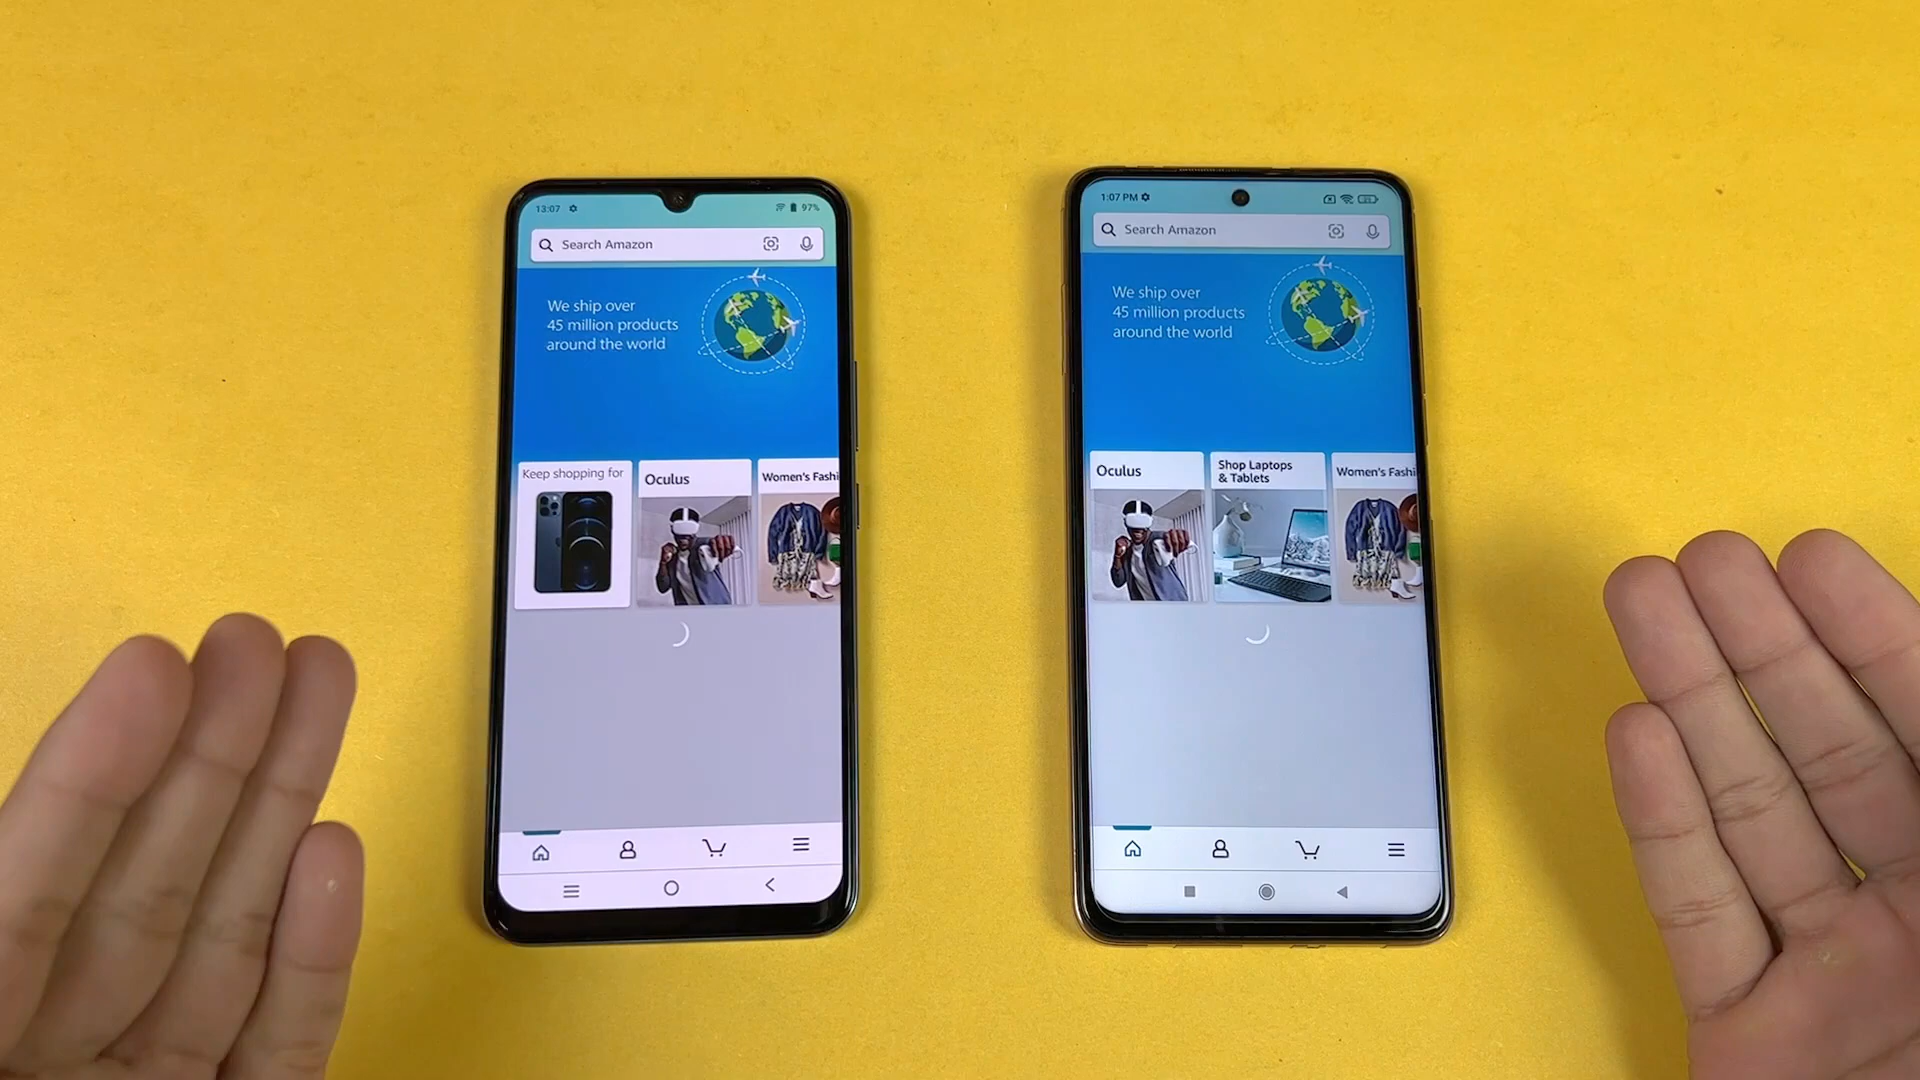 13:07
97%
Search Amazon
We ship over
45 million products
around the world
Keep shopping for
Oculus
Women's Fashi
1:07 PM
Search Amazon
We ship over
45 million products
around the world
Oculus
Shop Laptops
& Tablets
Women's Fashi